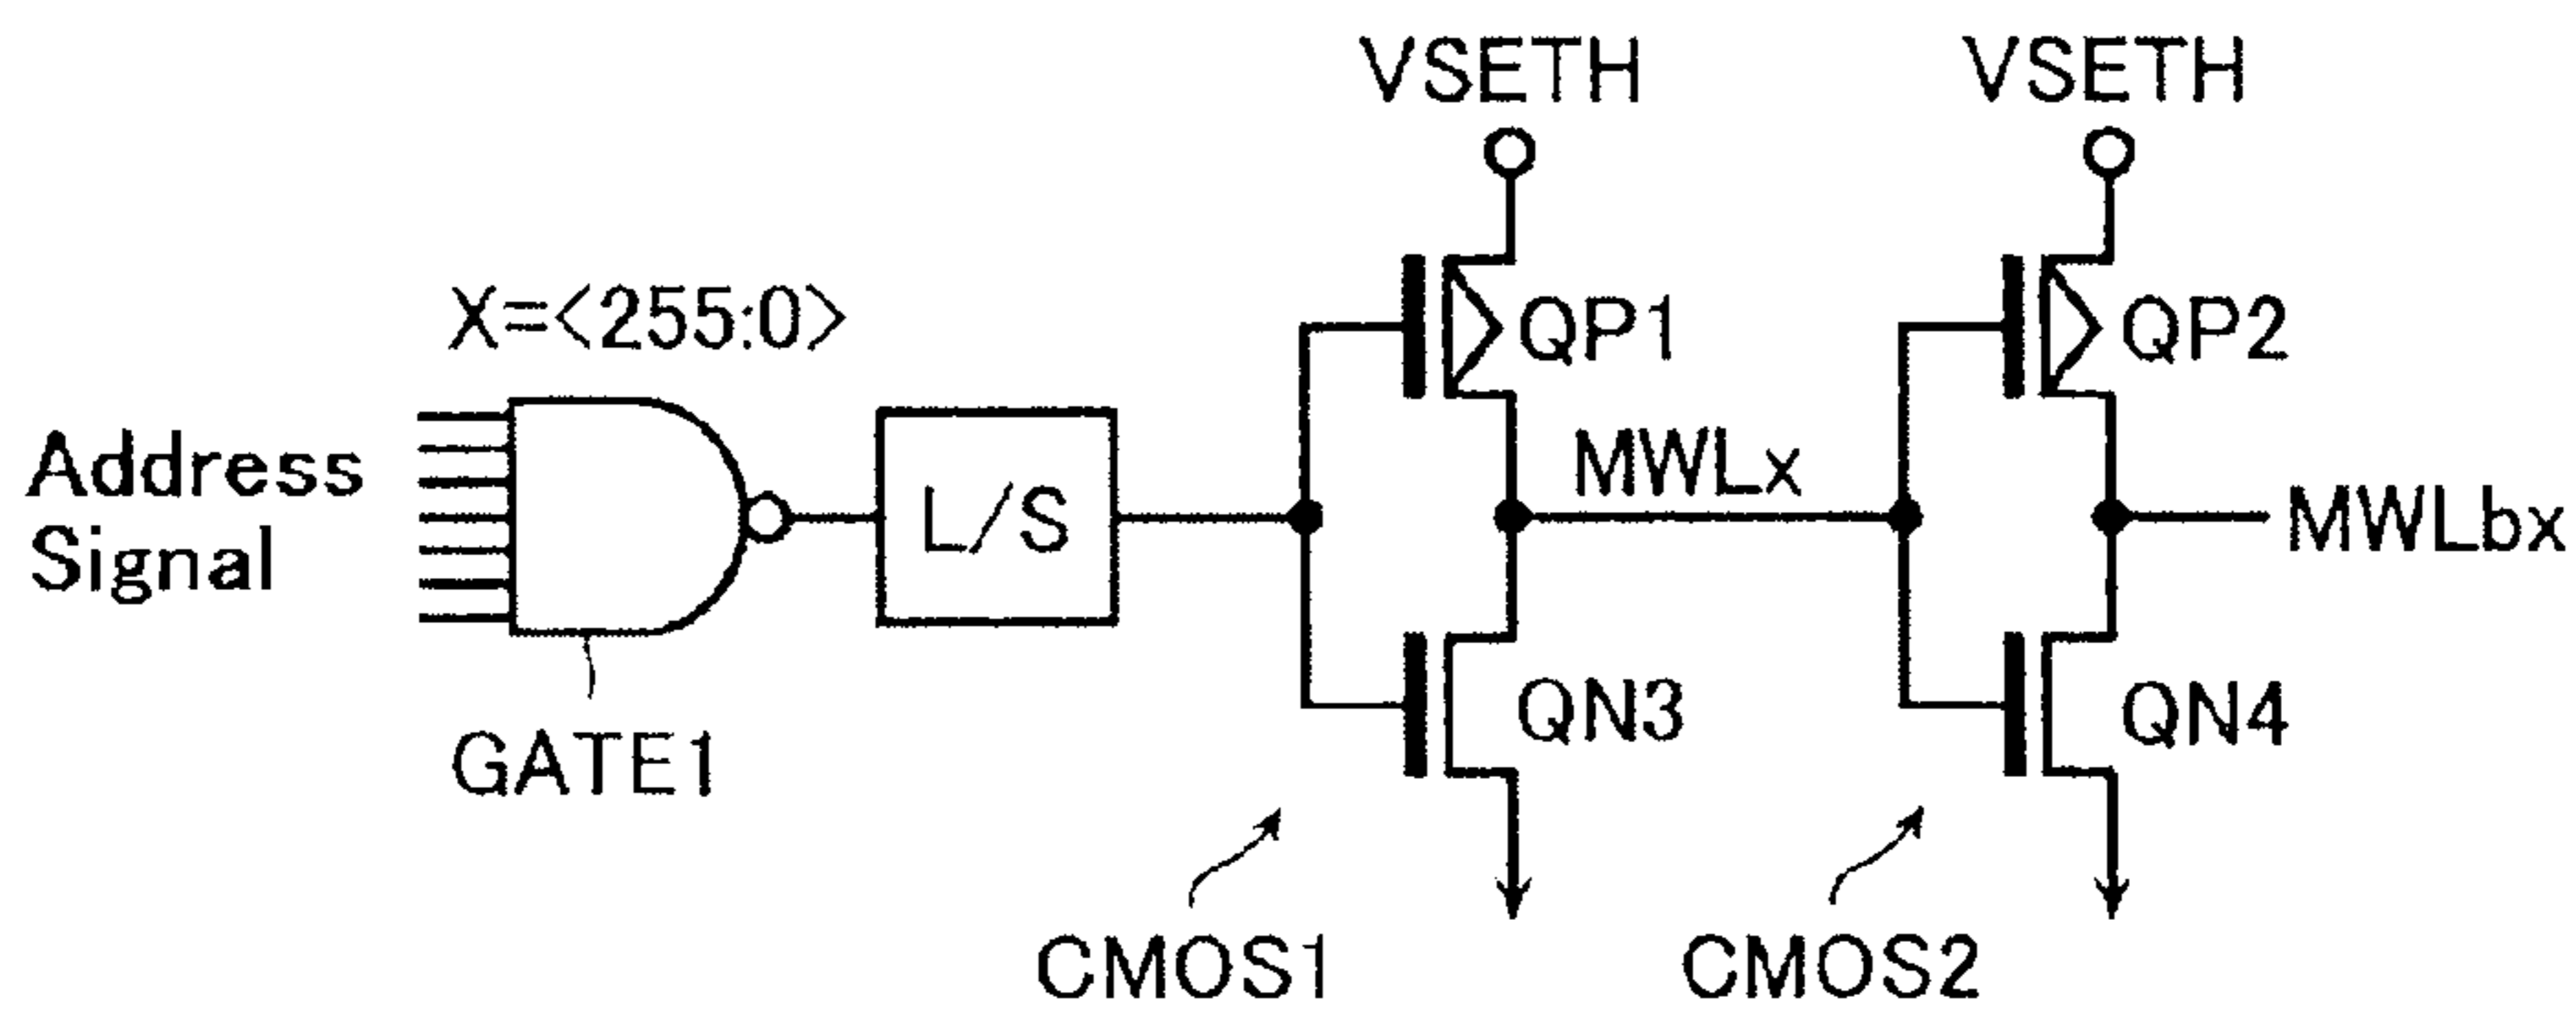 VSETH
VSETH
X=<255:0>
QP1
QP2
Address
Signal
L/S
MWLx
MWLbx
GATE1
QN3
QN4
CMOS1
CMOS2